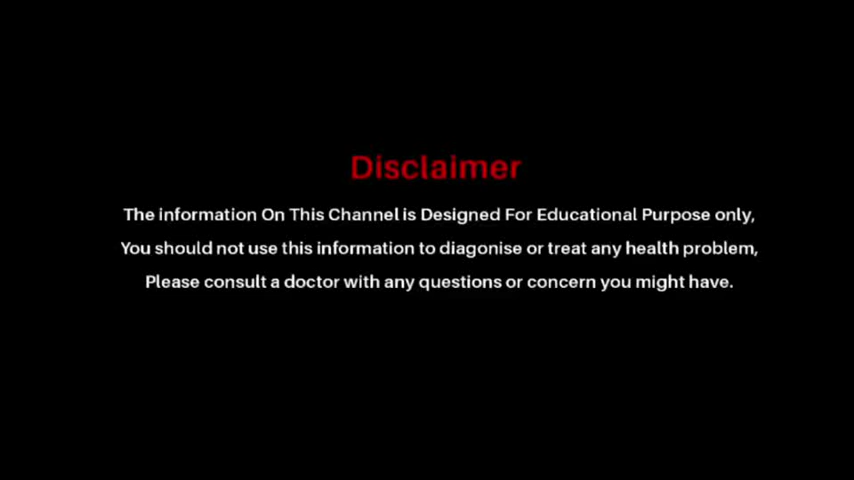 Disclaimer
The information On This Channel is Designed For Educational Purpose only,
You should not use this information to diagonise or treat any health problem,
Please consult a doctor with any questions or concern you might have.